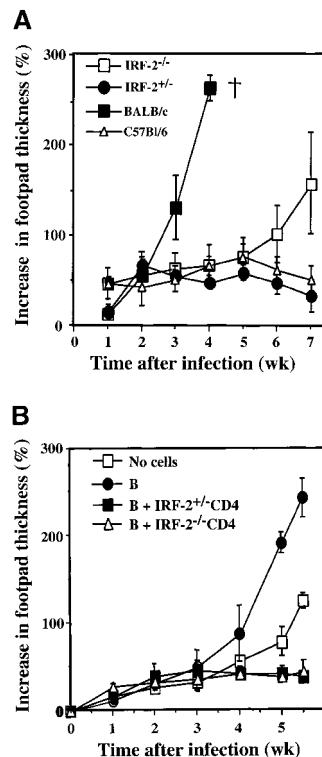 A
Increase in footpad thickness (%)
300
200
100
0
IRF-2-/-
IRF-2+/-
BALB/c
C57Bl/6
†
0 1 2 3 4 5 6 7
Time after infection (wk)
B
Increase in footpad thickness (%)
300
200
100
0
No cells
B
B + IRF-2+/-CD4
B + IRF-2-/-CD4
0 1 2 3 4 5
Time after infection (wk)